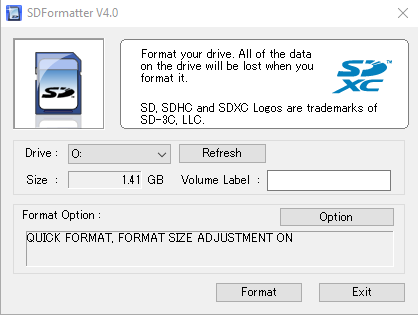 SDFormatter V4.0
Format your drive. All of the data
on the drive will be lost when you
format it.
SD, SDHC and SDXC Logos are trademarks of
SD-3C, LLC.
SD
XC
SD
Drive :
O:
Refresh
Size :
1.41 GB
Volume Label :
Format Option :
Option
QUICK FORMAT, FORMAT SIZE ADJUSTMENT ON
Format
Exit